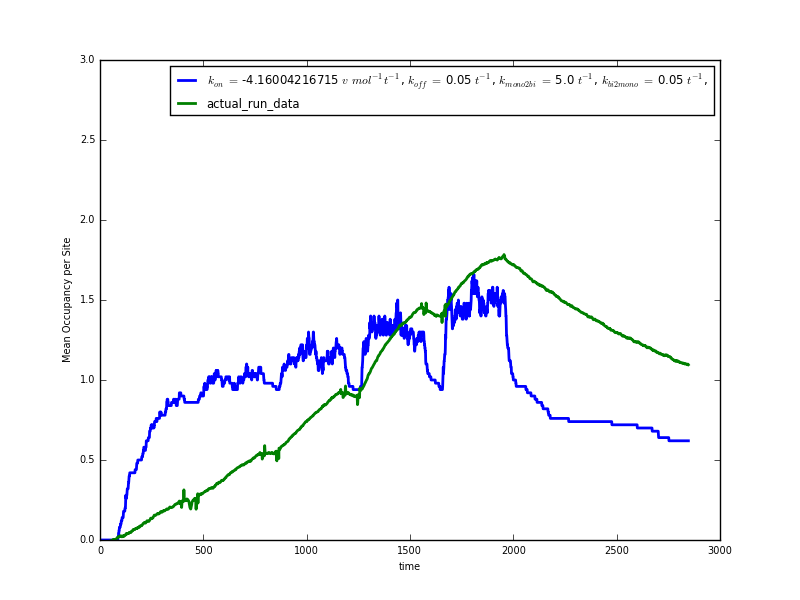 3.0
k_on = -4.16004216715 v mol^−1 t^−1, k_off = 0.05 t^−1, k_mono2bi = 5.0 t^−1, k_bi2mono = 0.05 t^−1,
actual_run_data
2.5
2.0
1.5
1.0
0.5
0.0
Mean Occupancy per Site
0 500 1000 1500 2000 2500 3000
time